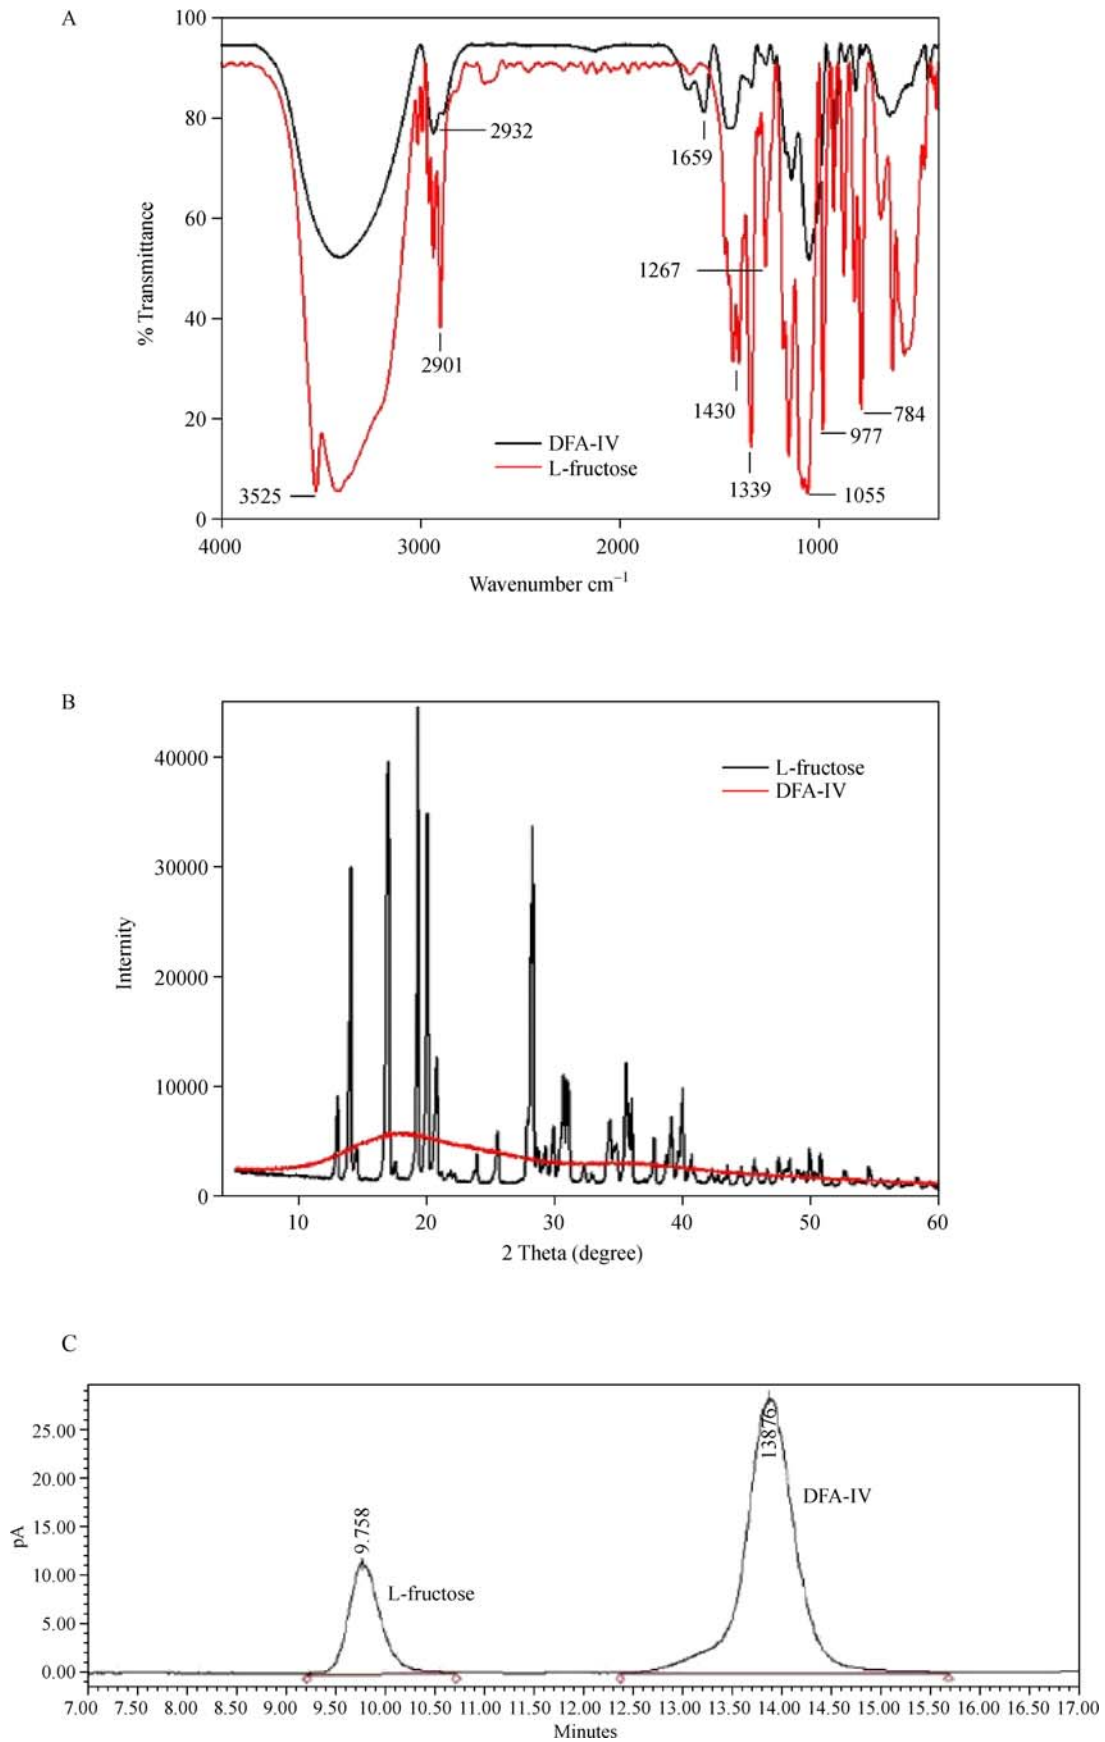 A
100
80
60
40
20
0
% Transmittance
2932
1659
1267
2901
1430
784
977
DFA-IV
L-fructose
1339
3525
1055
4000 3000 2000 1000
Wavenumber cm⁻¹
B
40000
30000
20000
10000
0
Internity
L-fructose
DFA-IV
10 20 30 40 50 60
2 Theta (degree)
C
25.00
20.00
15.00
10.00
5.00
0.00
pA
9.758
L-fructose
13876
DFA-IV
7.00 7.50 8.00 8.50 9.00 9.50 10.00 10.50 11.00 11.50 12.00 12.50 13.00 13.50 14.00 14.50 15.00 15.50 16.00 16.50 17.00
Minutes